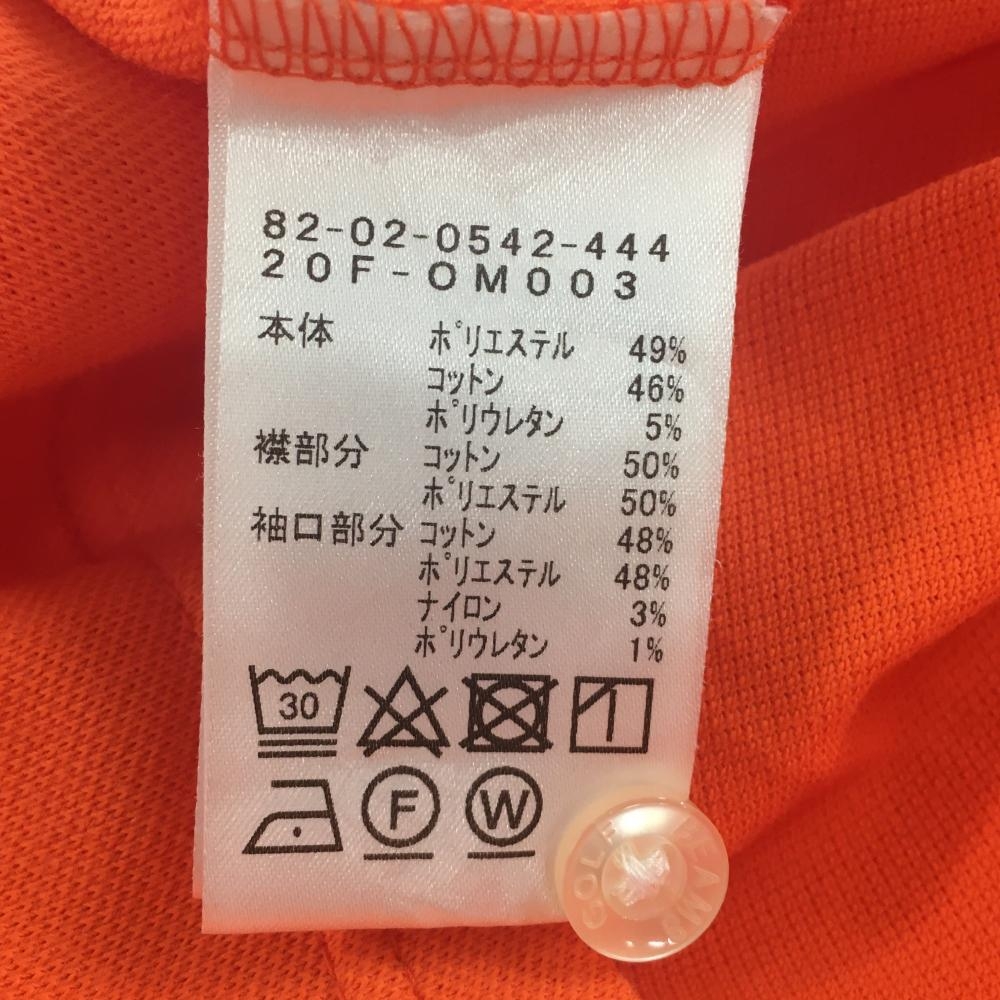 82-02-0542-444
20F-OM003
本体 ポリエステル 49%
コットン 46%
ポリウレタン 5%
襟部分 コットン 50%
ポリエステル 50%
袖口部分 コットン 48%
ポリエステル 48%
ナイロン 3%
ポリウレタン 1%
30
F W
BEAMS GOLF